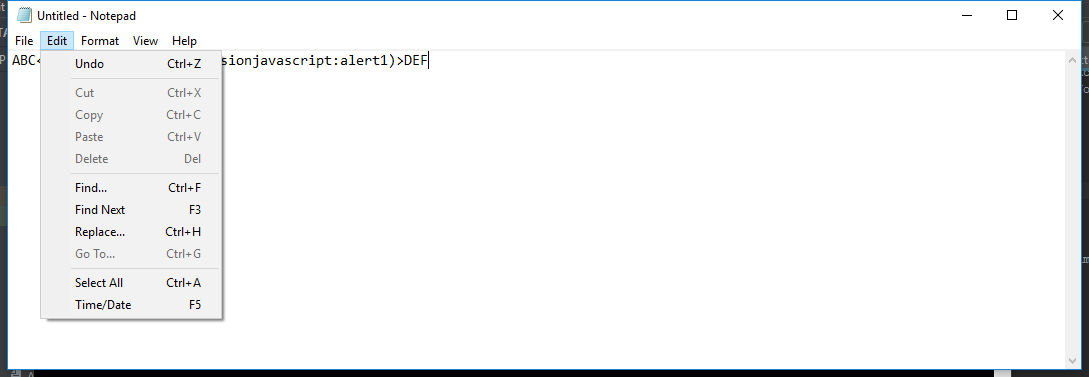 Untitled - Notepad
File Edit Format View Help
ABC< sionjavascript:alert1)>DEF
Undo Ctrl+Z
Cut Ctrl+X
Copy Ctrl+C
Paste Ctrl+V
Delete Del
Find... Ctrl+F
Find Next F3
Replace... Ctrl+H
Go To... Ctrl+G
Select All Ctrl+A
Time/Date F5